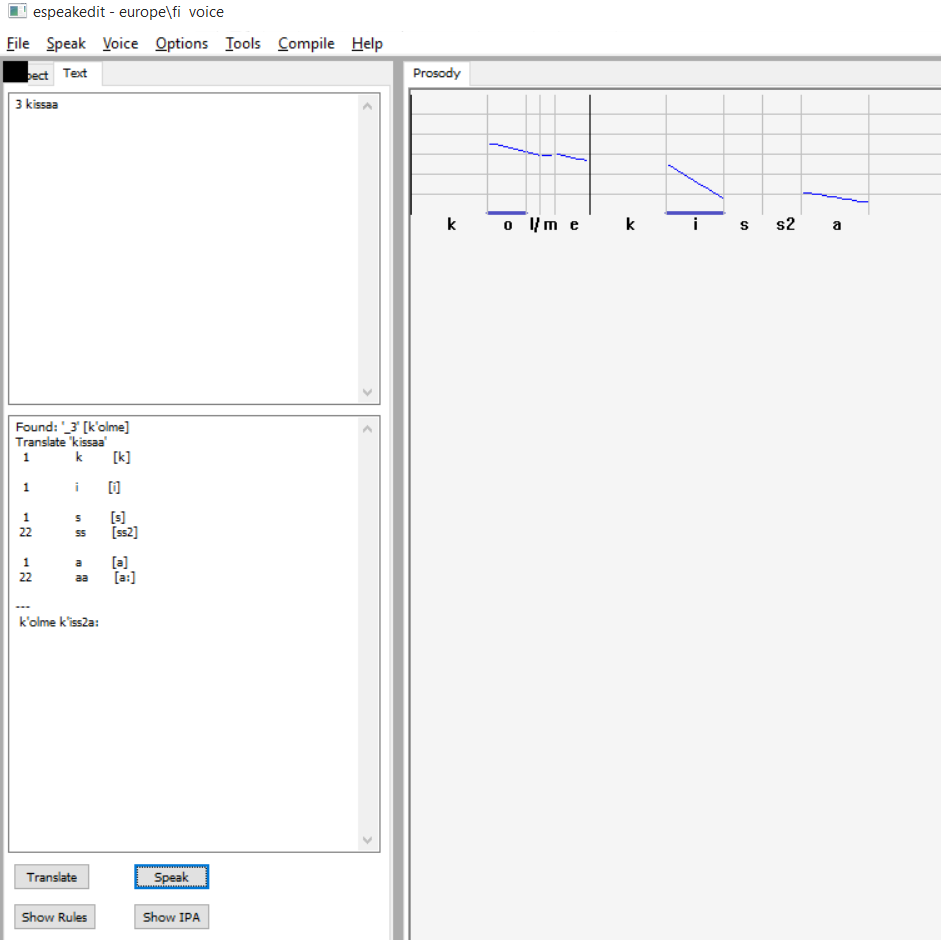 espeakedit - europe\fi voice
File Speak Voice Options Tools Compile Help
Text
Prosody
3 kissaa
k o l/ m e k i s s2 a
Found: '_3' [k'olme]
Translate 'kissaa'
1 k [k]
1 i [i]
1 s [s]
22 ss [ss2]
1 a [a]
22 aa [a:]
---
k'olme k'iss2a:
Translate Speak
Show Rules Show IPA